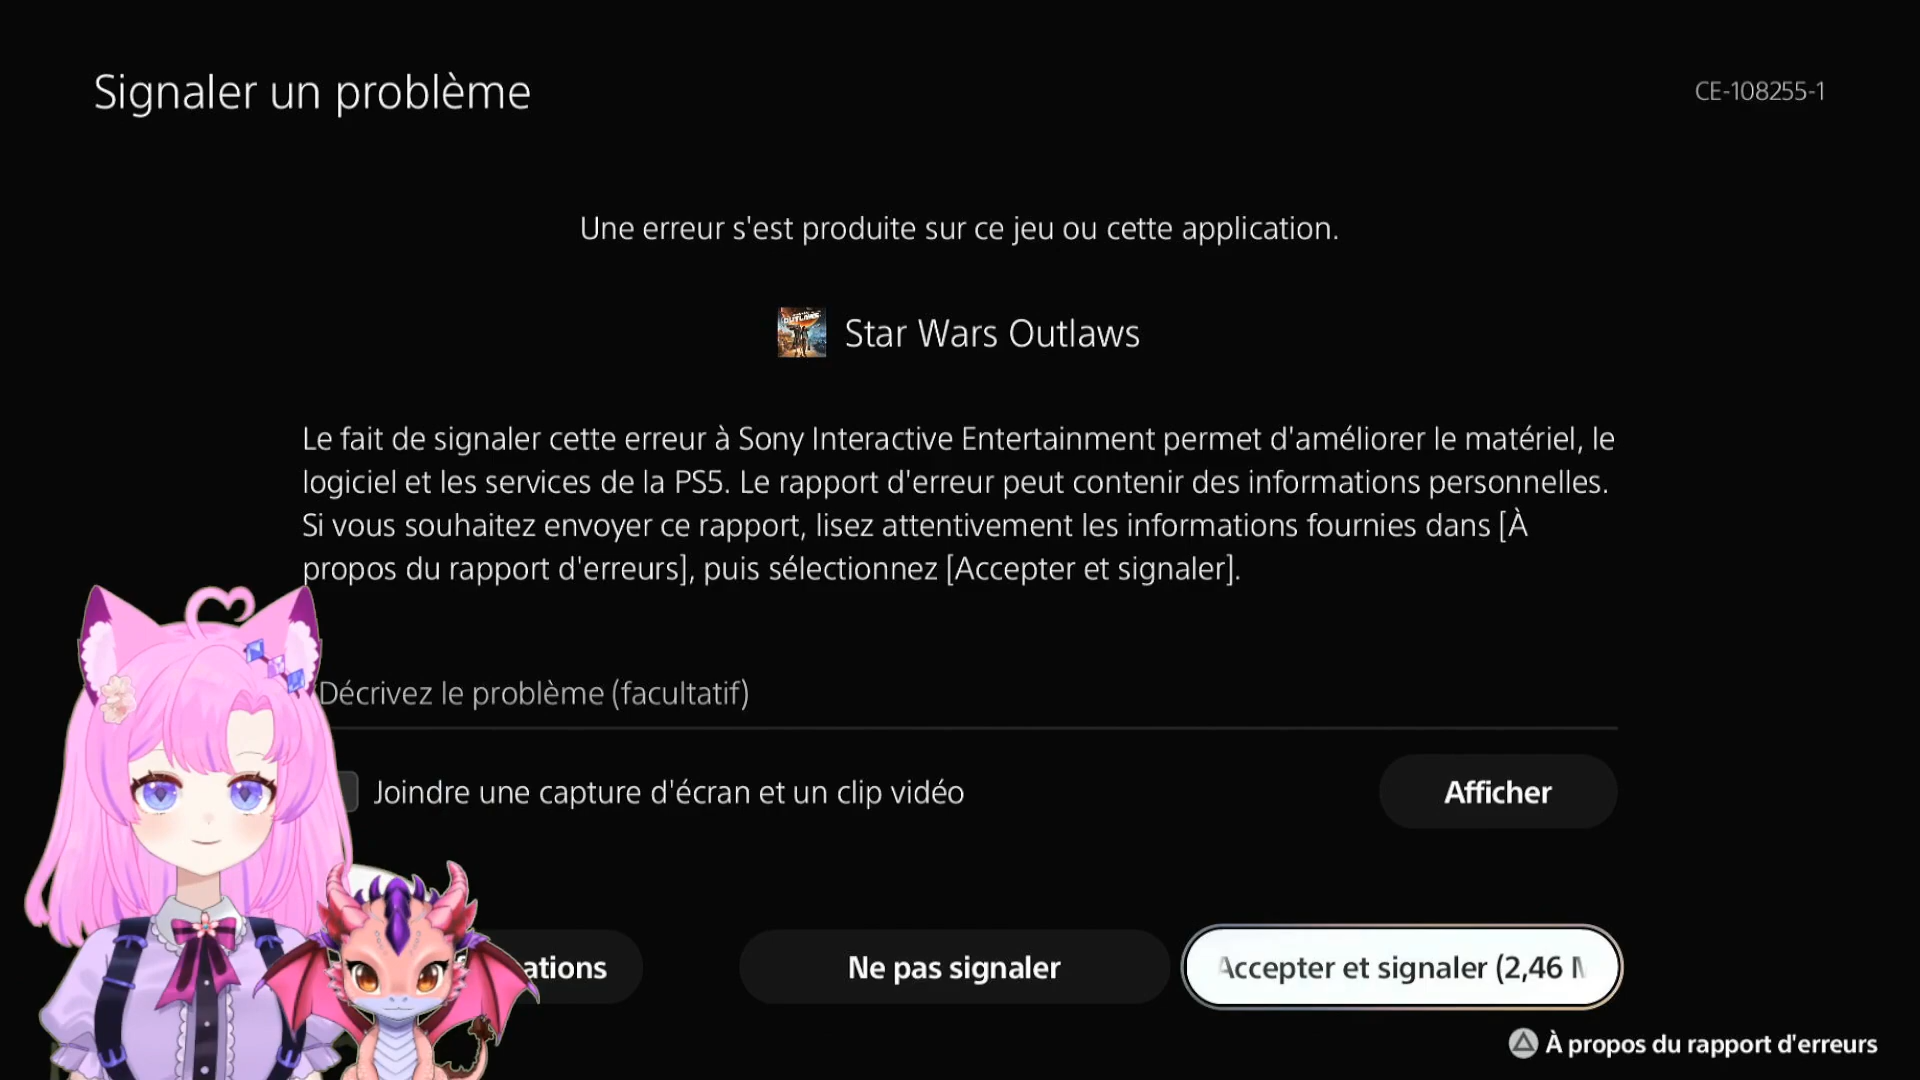 Signaler un problème
CE-108255-1
Une erreur s'est produite sur ce jeu ou cette application.
OUTLAWS
Star Wars Outlaws
Le fait de signaler cette erreur à Sony Interactive Entertainment permet d'améliorer le matériel, le
logiciel et les services de la PS5. Le rapport d'erreur peut contenir des informations personnelles.
Si vous souhaitez envoyer ce rapport, lisez attentivement les informations fournies dans [À
propos du rapport d'erreurs], puis sélectionnez [Accepter et signaler].
Décrivez le problème (facultatif)
Joindre une capture d'écran et un clip vidéo
Afficher
ations
Ne pas signaler
Accepter et signaler (2,46 M
À propos du rapport d'erreurs